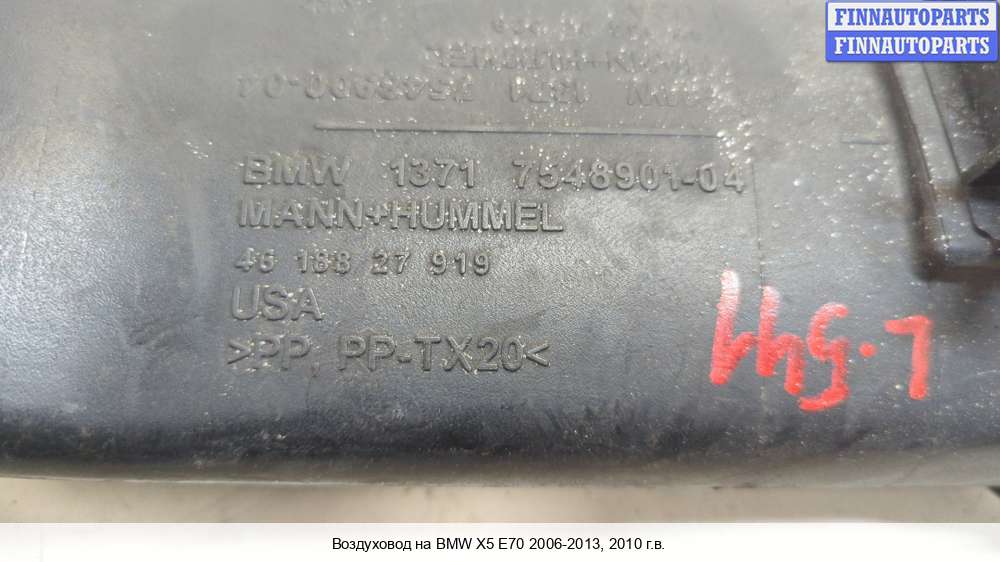 FINNAUTOPARTS
FINNAUTOPARTS
BMW 1371 7548901-04
MANN+HUMMEL
46 188 27 919
USA
>PP, PP-TX20<
Воздуховод на BMW X5 E70 2006-2013, 2010 г.в.